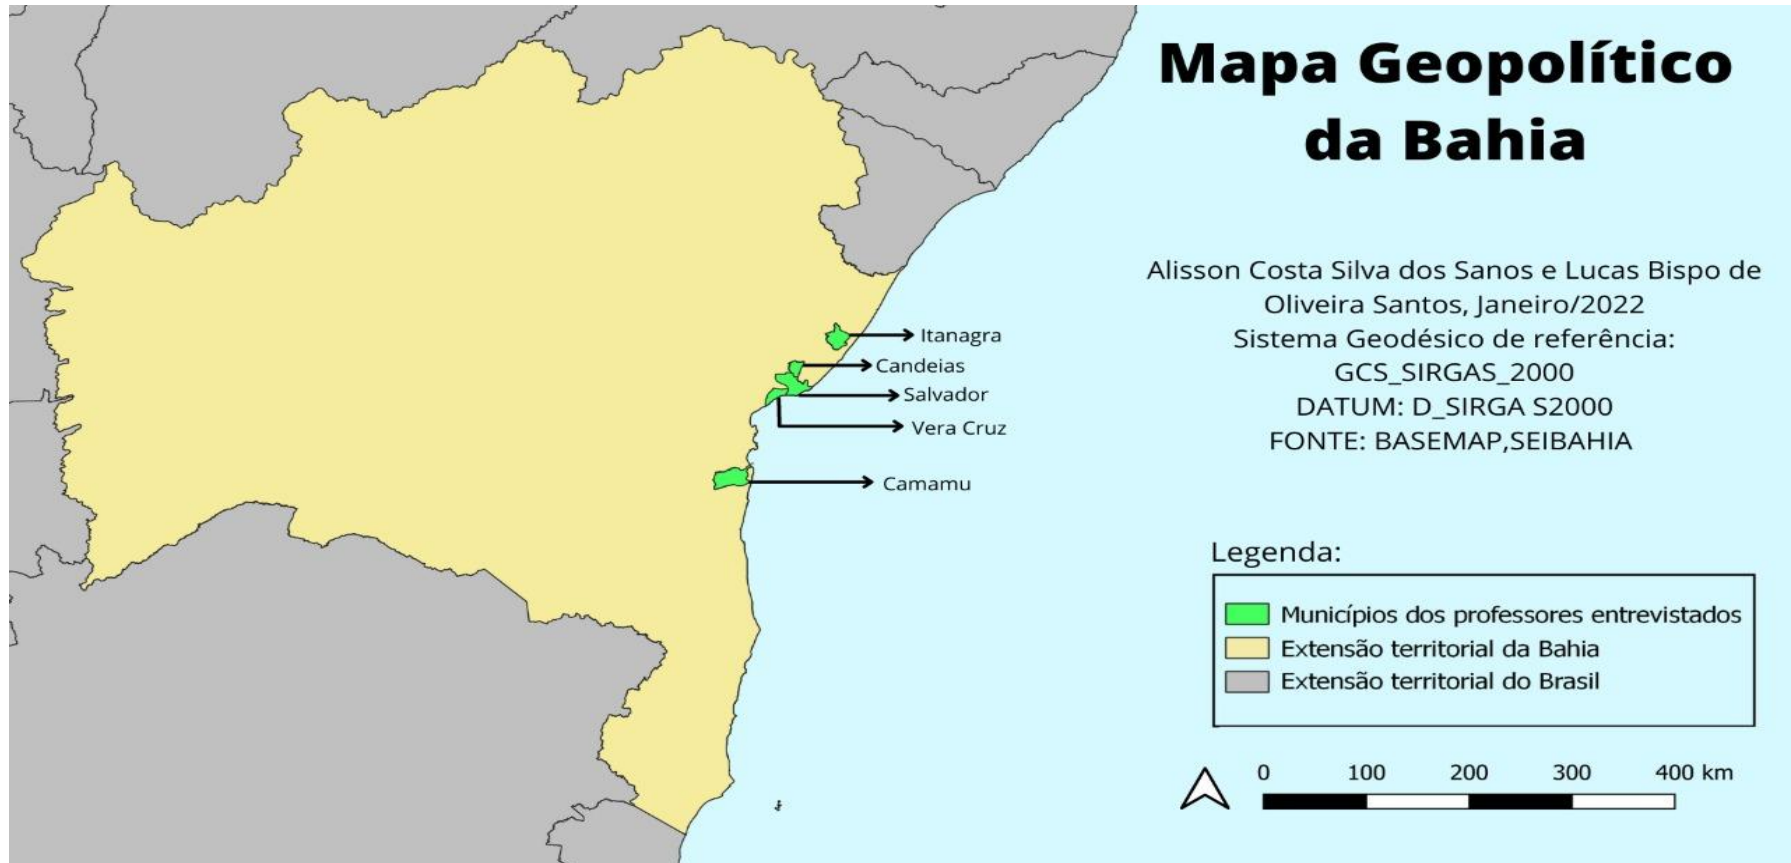 Mapa Geopolítico
da Bahia
Alisson Costa Silva dos Sanos e Lucas Bispo de
Oliveira Santos, Janeiro/2022
Sistema Geodésico de referência:
GCS_SIRGAS_2000
DATUM: D_SIRGA S2000
FONTE: BASEMAP,SEIBAHIA
Itanagra
Candeias
Salvador
Vera Cruz
Camamu
Legenda:
Municípios dos professores entrevistados
Extensão territorial da Bahia
Extensão territorial do Brasil
0 100 200 300 400 km